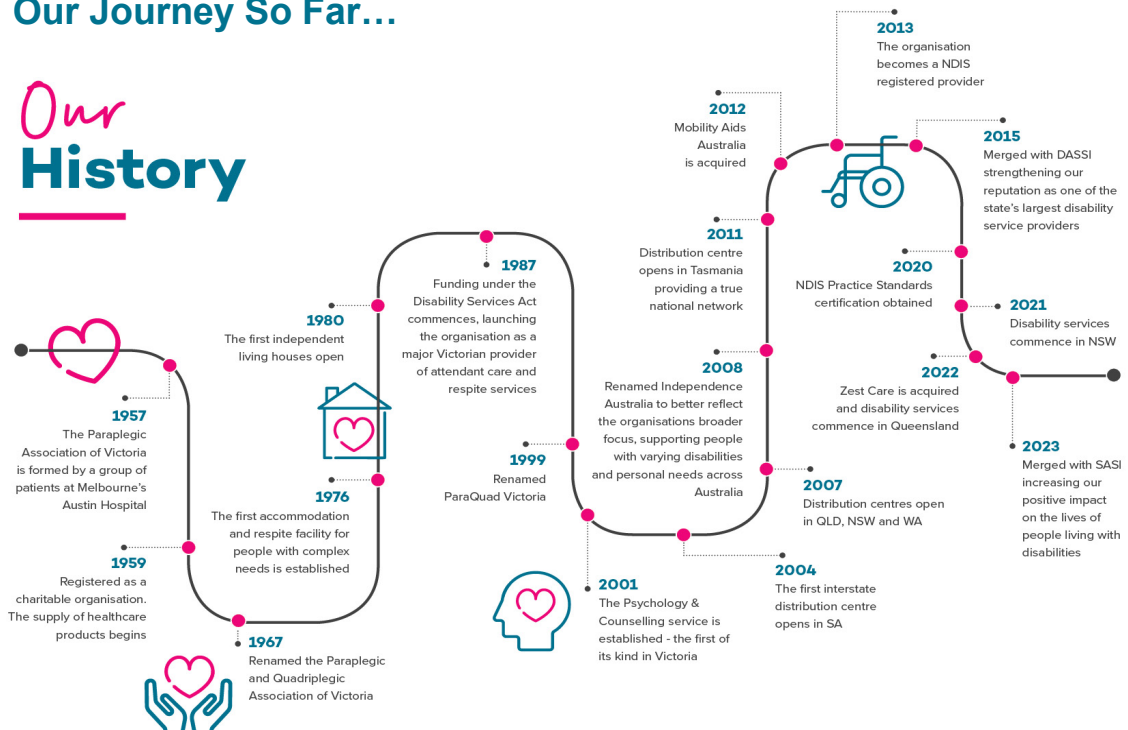 Our Journey So Far…
Our
History
1957
The Paraplegic
Association of Victoria
is formed by a group of
patients at Melbourne's
Austin Hospital
1959
Registered as a
charitable organisation.
The supply of healthcare
products begins
1967
Renamed the Paraplegic
and Quadriplegic
Association of Victoria
1976
The first accommodation
and respite facility for
people with complex
needs is established
1980
The first independent
living houses open
1987
Funding under the
Disability Services Act
commences, launching
the organisation as a
major Victorian provider
of attendant care and
respite services
1999
Renamed
ParaQuad Victoria
2001
The Psychology &
Counselling service is
established - the first of
its kind in Victoria
2004
The first interstate
distribution centre
opens in SA
2007
Distribution centres open
in QLD, NSW and WA
2008
Renamed Independence
Australia to better reflect
the organisations broader
focus, supporting people
with varying disabilities
and personal needs across
Australia
2011
Distribution centre
opens in Tasmania
providing a true
national network
2012
Mobility Aids
Australia
is acquired
2013
The organisation
becomes a NDIS
registered provider
2015
Merged with DASSI
strengthening our
reputation as one of the
state's largest disability
service providers
2020
NDIS Practice Standards
certification obtained
2021
Disability services
commence in NSW
2022
Zest Care is acquired
and disability services
commence in Queensland
2023
Merged with SASI
increasing our
positive impact
on the lives of
people living with
disabilities